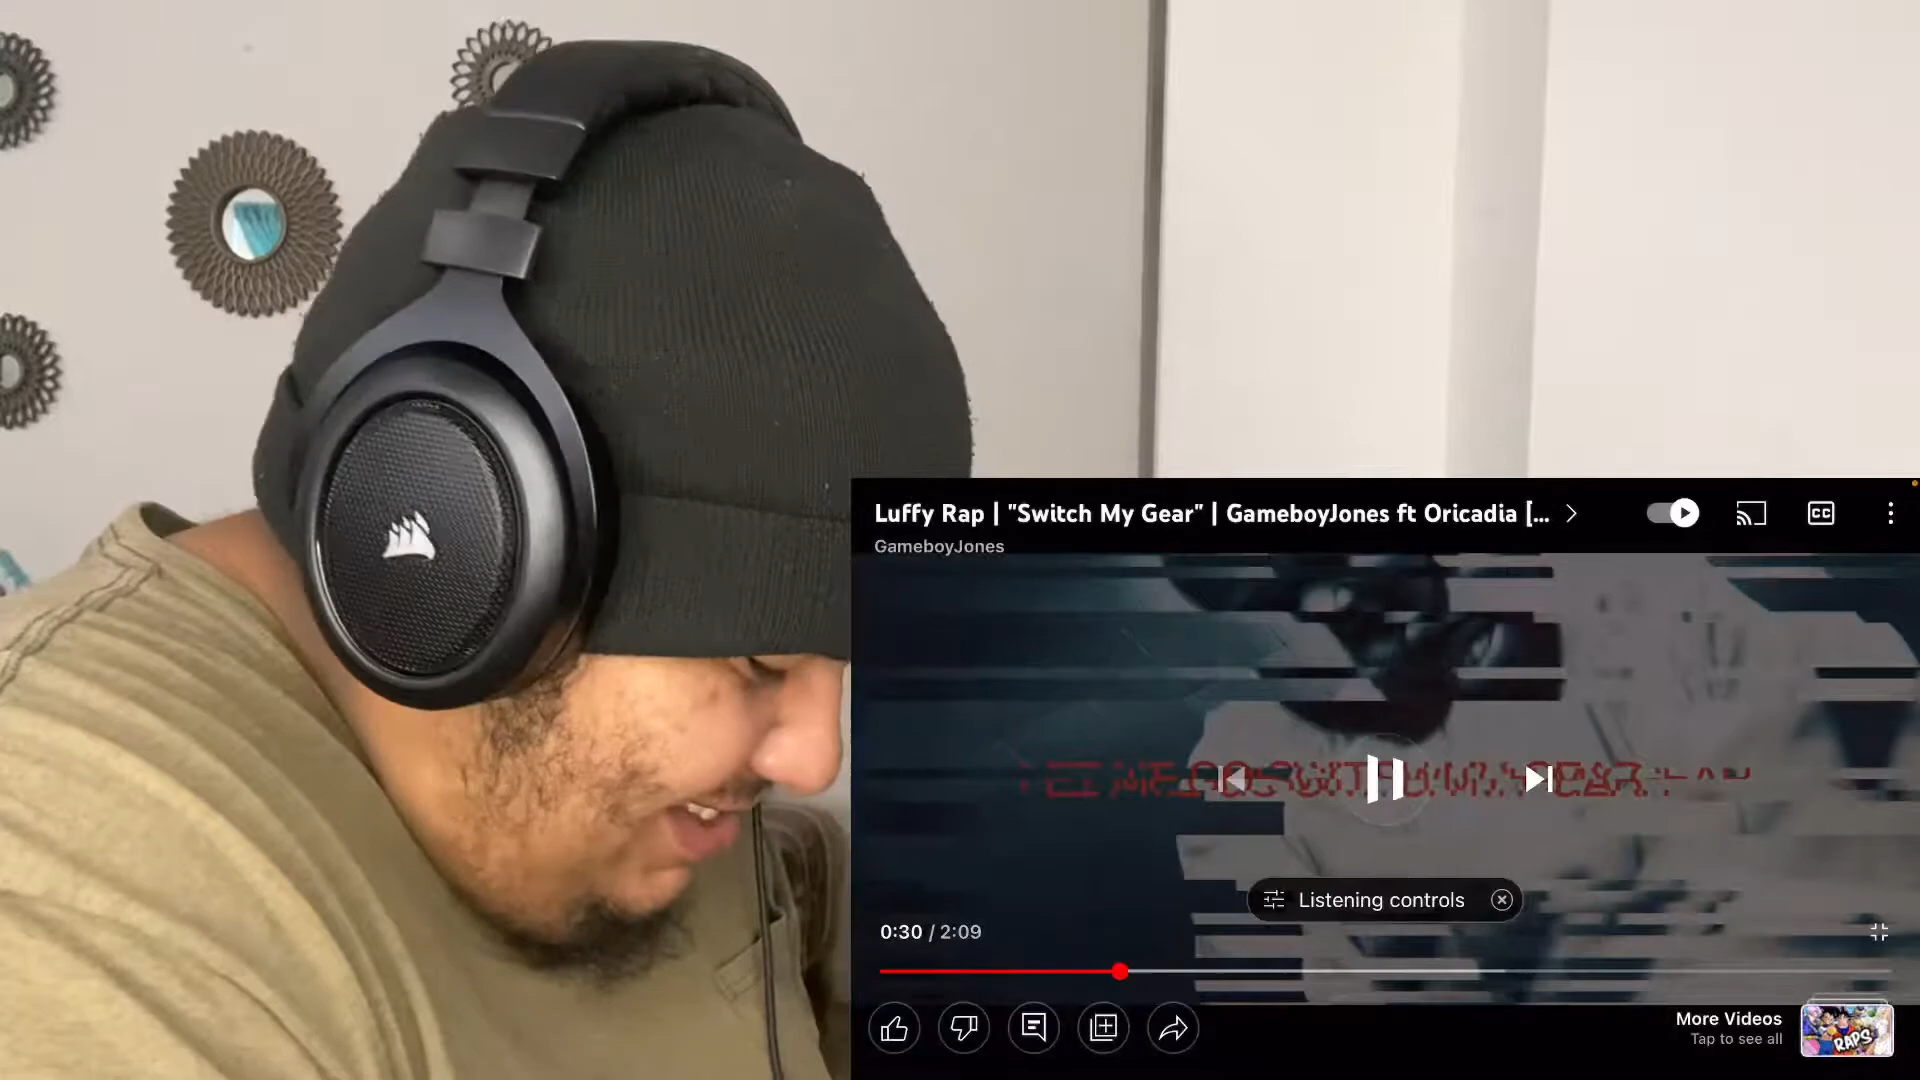 Luffy Rap | "Switch My Gear" | GameboyJones ft Oricadia [...
GameboyJones
CC
Listening controls
0:30 / 2:09
More Videos
Tap to see all
RAPS